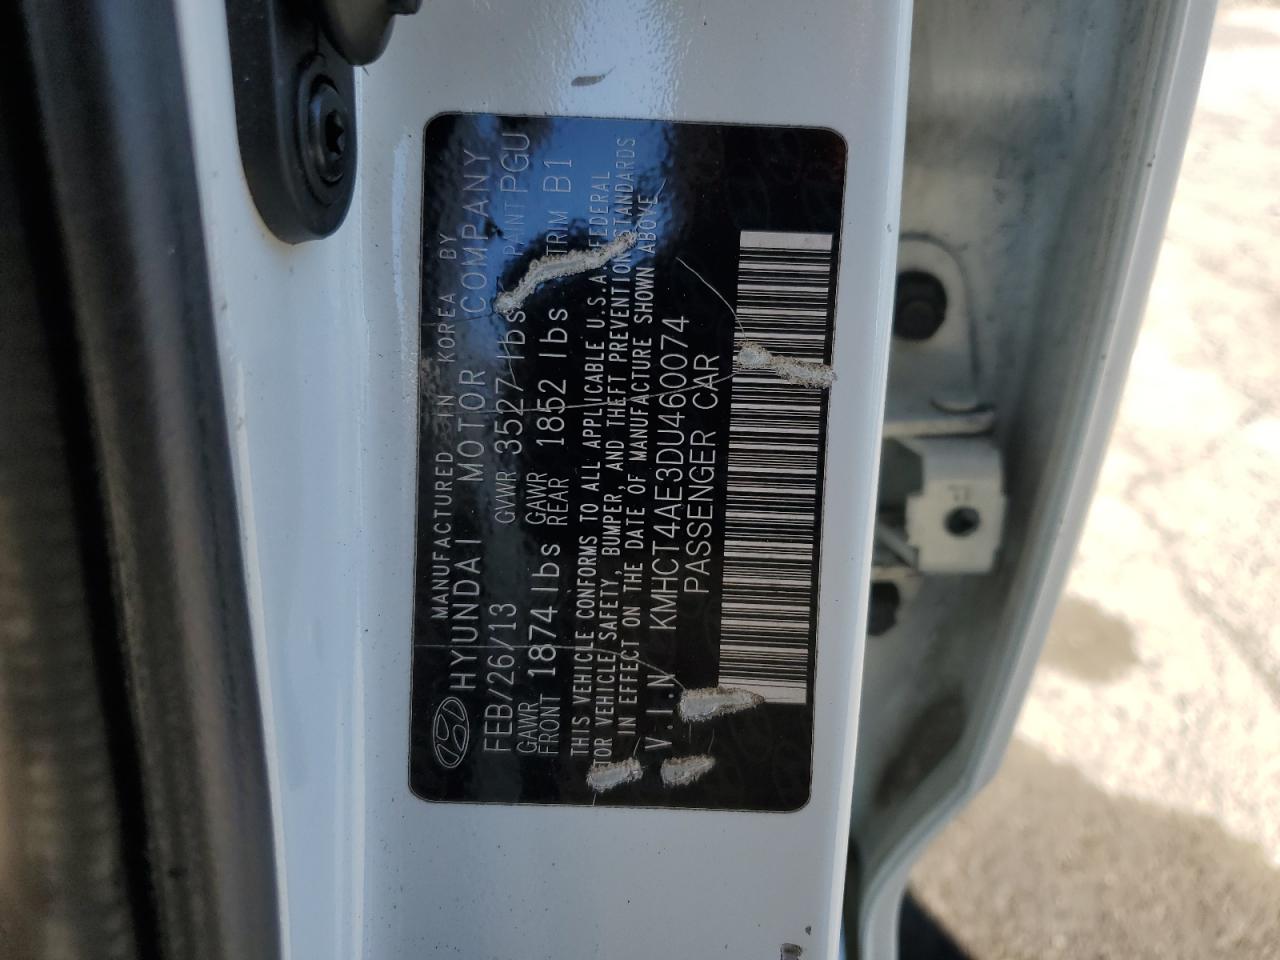 MANUFACTURED IN KOREA BY
HYUNDAI MOTOR COMPANY
FEB/26/13 GVWR 3527 lbs PAINT PGU
GAWR FRONT 1874 lbs GAWR REAR 1852 lbs TRIM B1
THIS VEHICLE CONFORMS TO ALL APPLICABLE U.S.A. FEDERAL
TOR VEHICLE SAFETY, BUMPER, AND THEFT PREVENTION STANDARDS
IN EFFECT ON THE DATE OF MANUFACTURE SHOWN ABOVE
V.I.N KMHCT4AE3DU460074
PASSENGER CAR